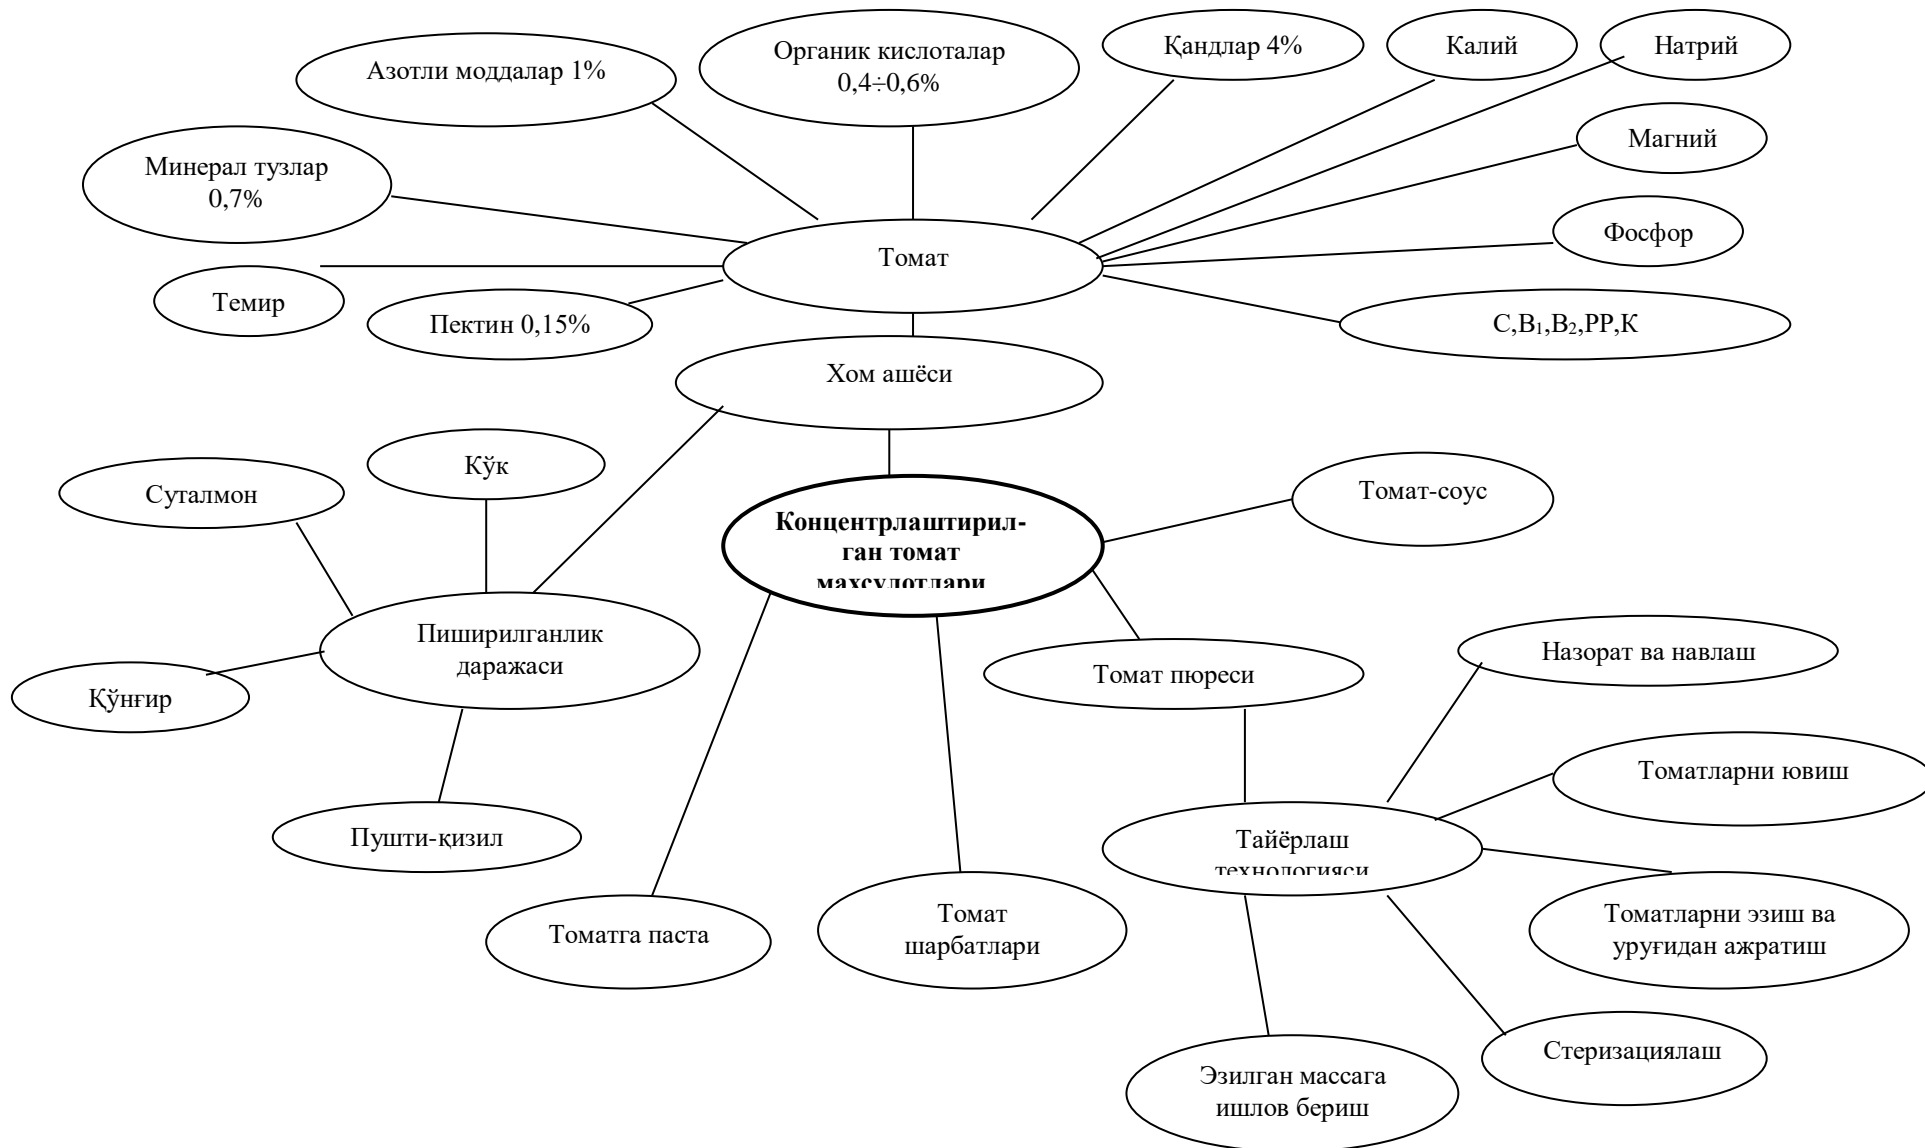 Органик кислоталар
0,4÷0,6%
Қандлар 4%
Калий
Натрий
Азотли моддалар 1%
Магний
Минерал тузлар
0,7%
Фосфор
Томат
Темир
Пектин 0,15%
С,В₁,В₂,РР,К
Хом ашёси
Кўк
Суталмон
Томат-соус
Концентрлаштирил-
ган томат
махсулотлари
Пиширилганлик
даражаси
Назорат ва навлаш
Томат пюреси
Қўнғир
Томатларни ювиш
Пушти-қизил
Тайёрлаш
технологияси
Томатга паста
Томат
шарбатлари
Томатларни эзиш ва
уруғидан ажратиш
Стеризациялаш
Эзилган массага
ишлов бериш